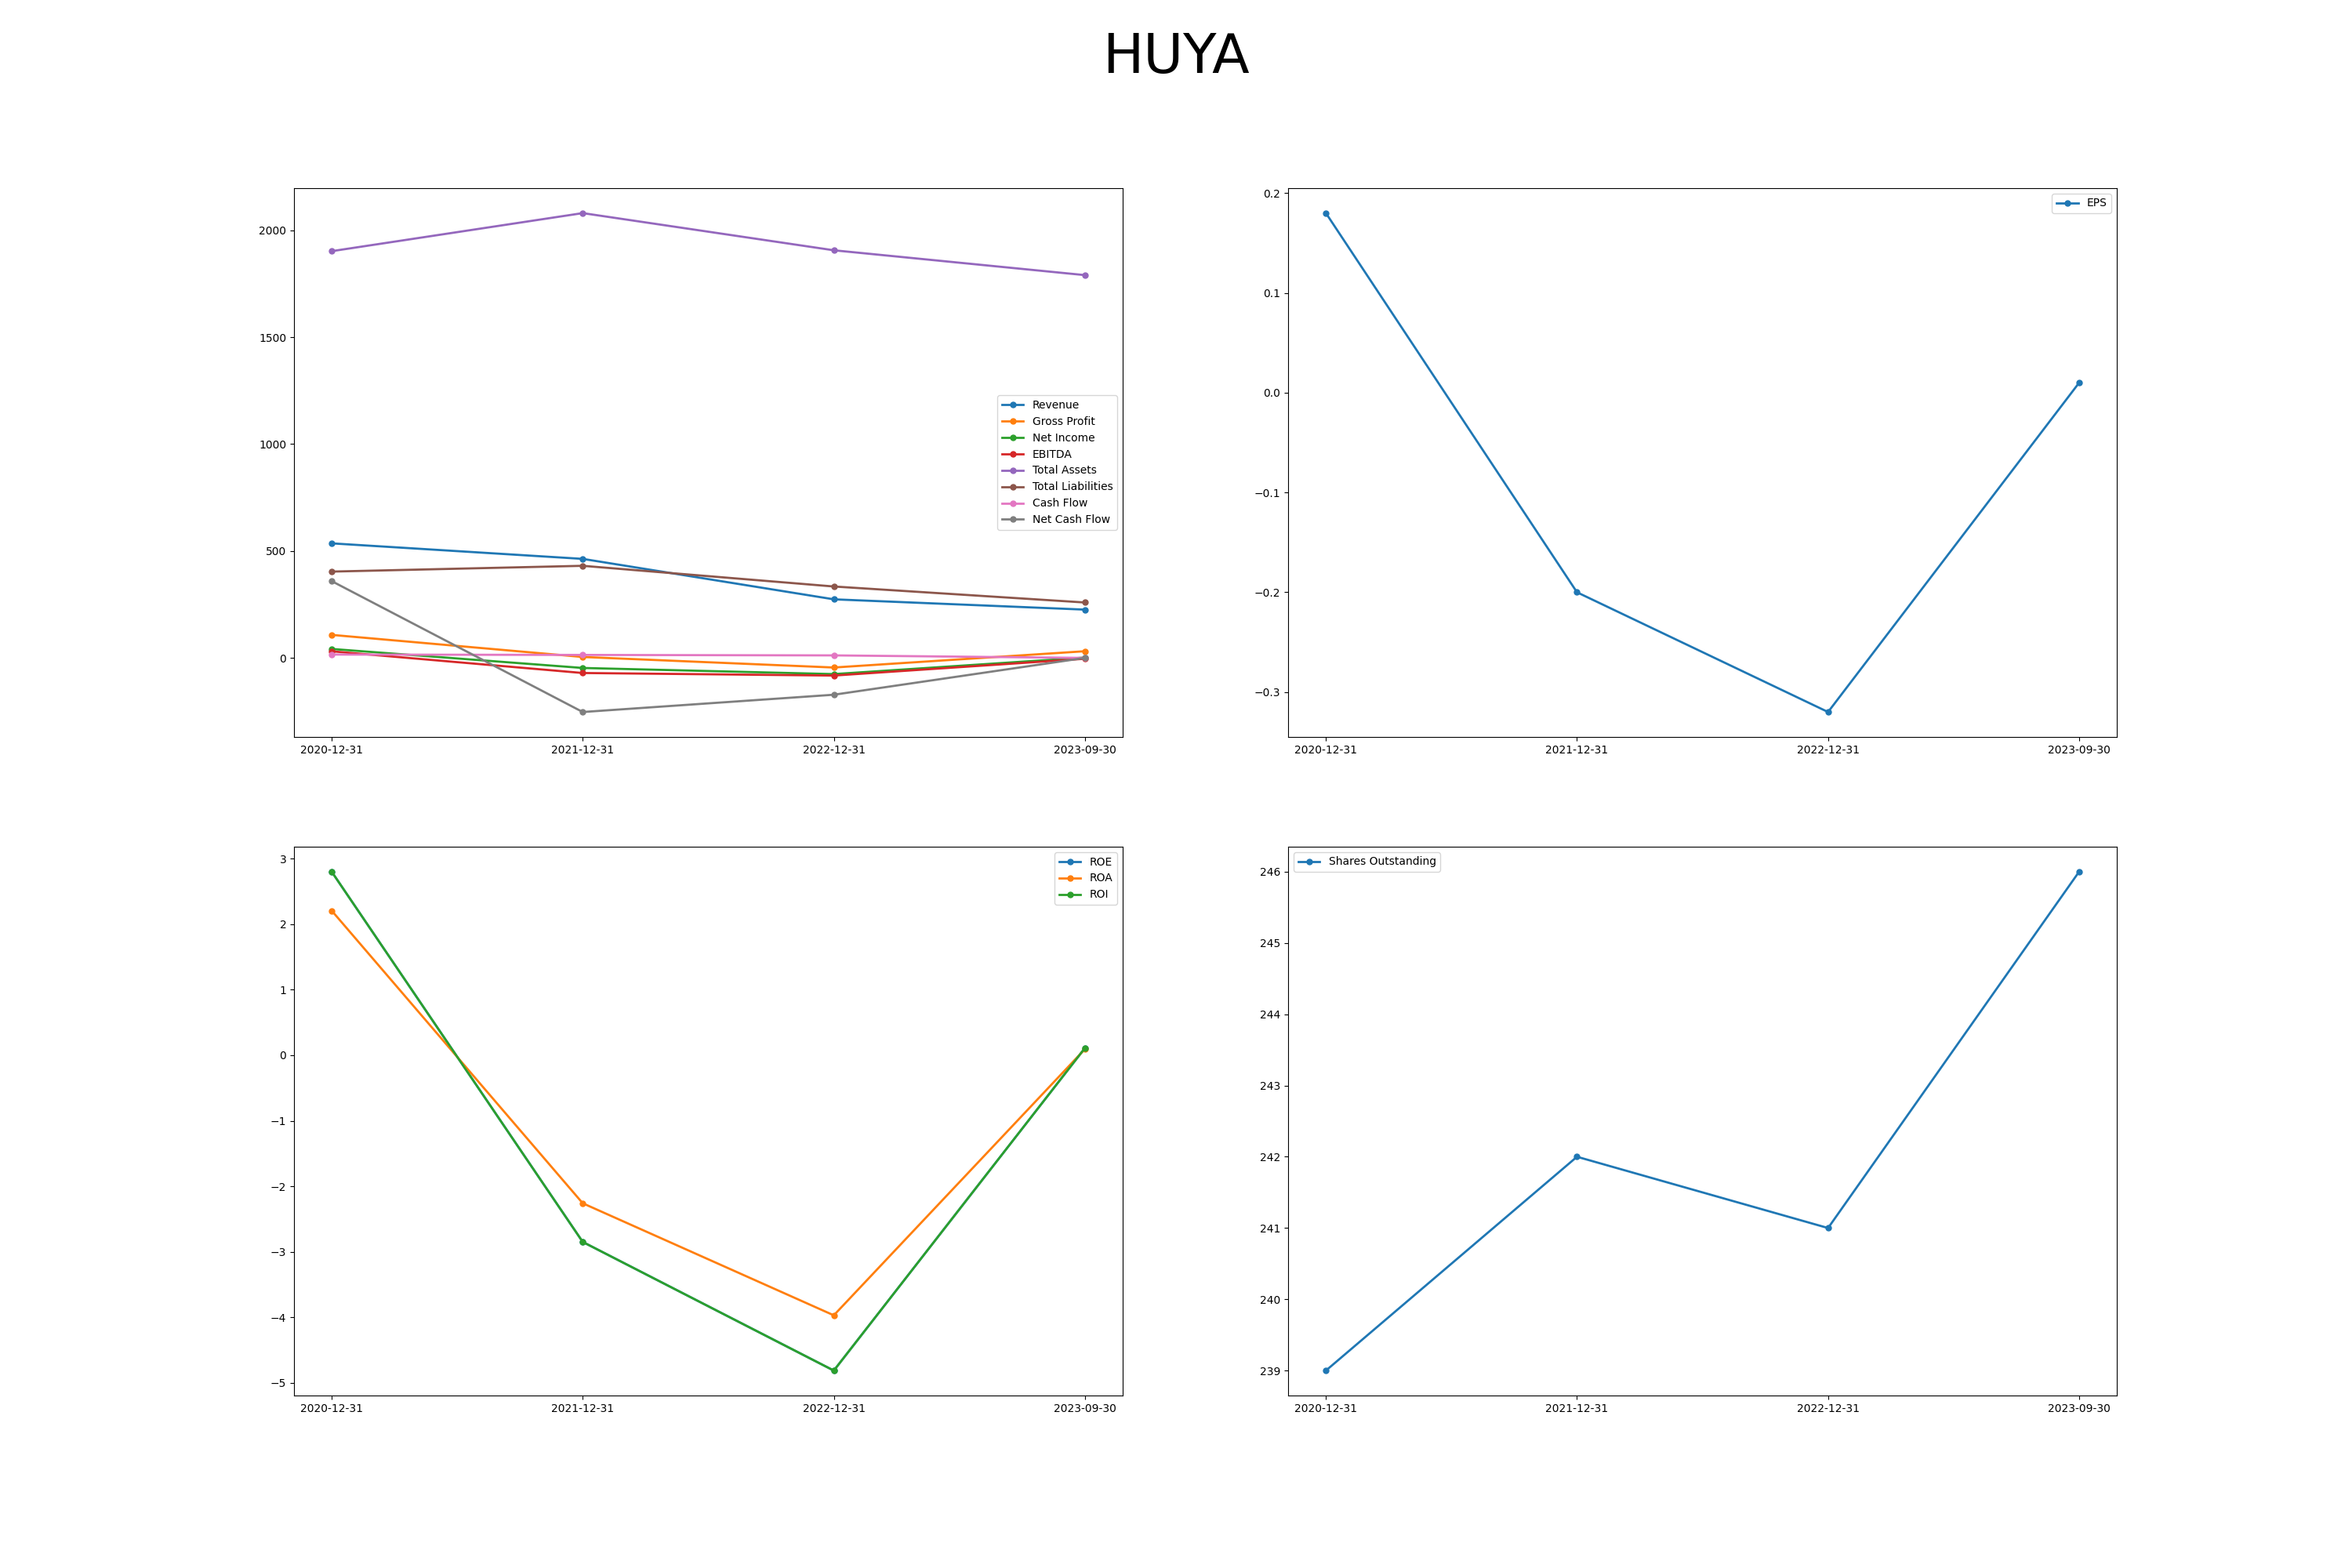 HUYA
2000
1500
1000
500
0
Revenue
Gross Profit
Net Income
EBITDA
Total Assets
Total Liabilities
Cash Flow
Net Cash Flow
2020-12-31 2021-12-31 2022-12-31 2023-09-30
0.2
0.1
0.0
−0.1
−0.2
−0.3
EPS
2020-12-31 2021-12-31 2022-12-31 2023-09-30
3
2
1
0
−1
−2
−3
−4
−5
ROE
ROA
ROI
2020-12-31 2021-12-31 2022-12-31 2023-09-30
Shares Outstanding
246
245
244
243
242
241
240
239
2020-12-31 2021-12-31 2022-12-31 2023-09-30